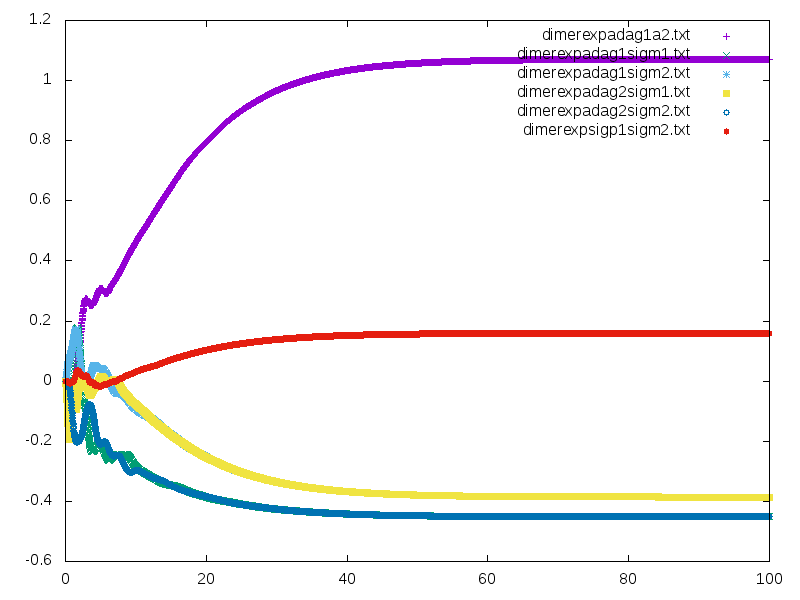 1.2
1
0.8
0.6
0.4
0.2
0
-0.2
-0.4
-0.6
dimerexpadag1a2.txt
dimerexpadag1sigm1.txt
dimerexpadag1sigm2.txt
dimerexpadag2sigm1.txt
dimerexpadag2sigm2.txt
dimerexpsigp1sigm2.txt
0 20 40 60 80 100